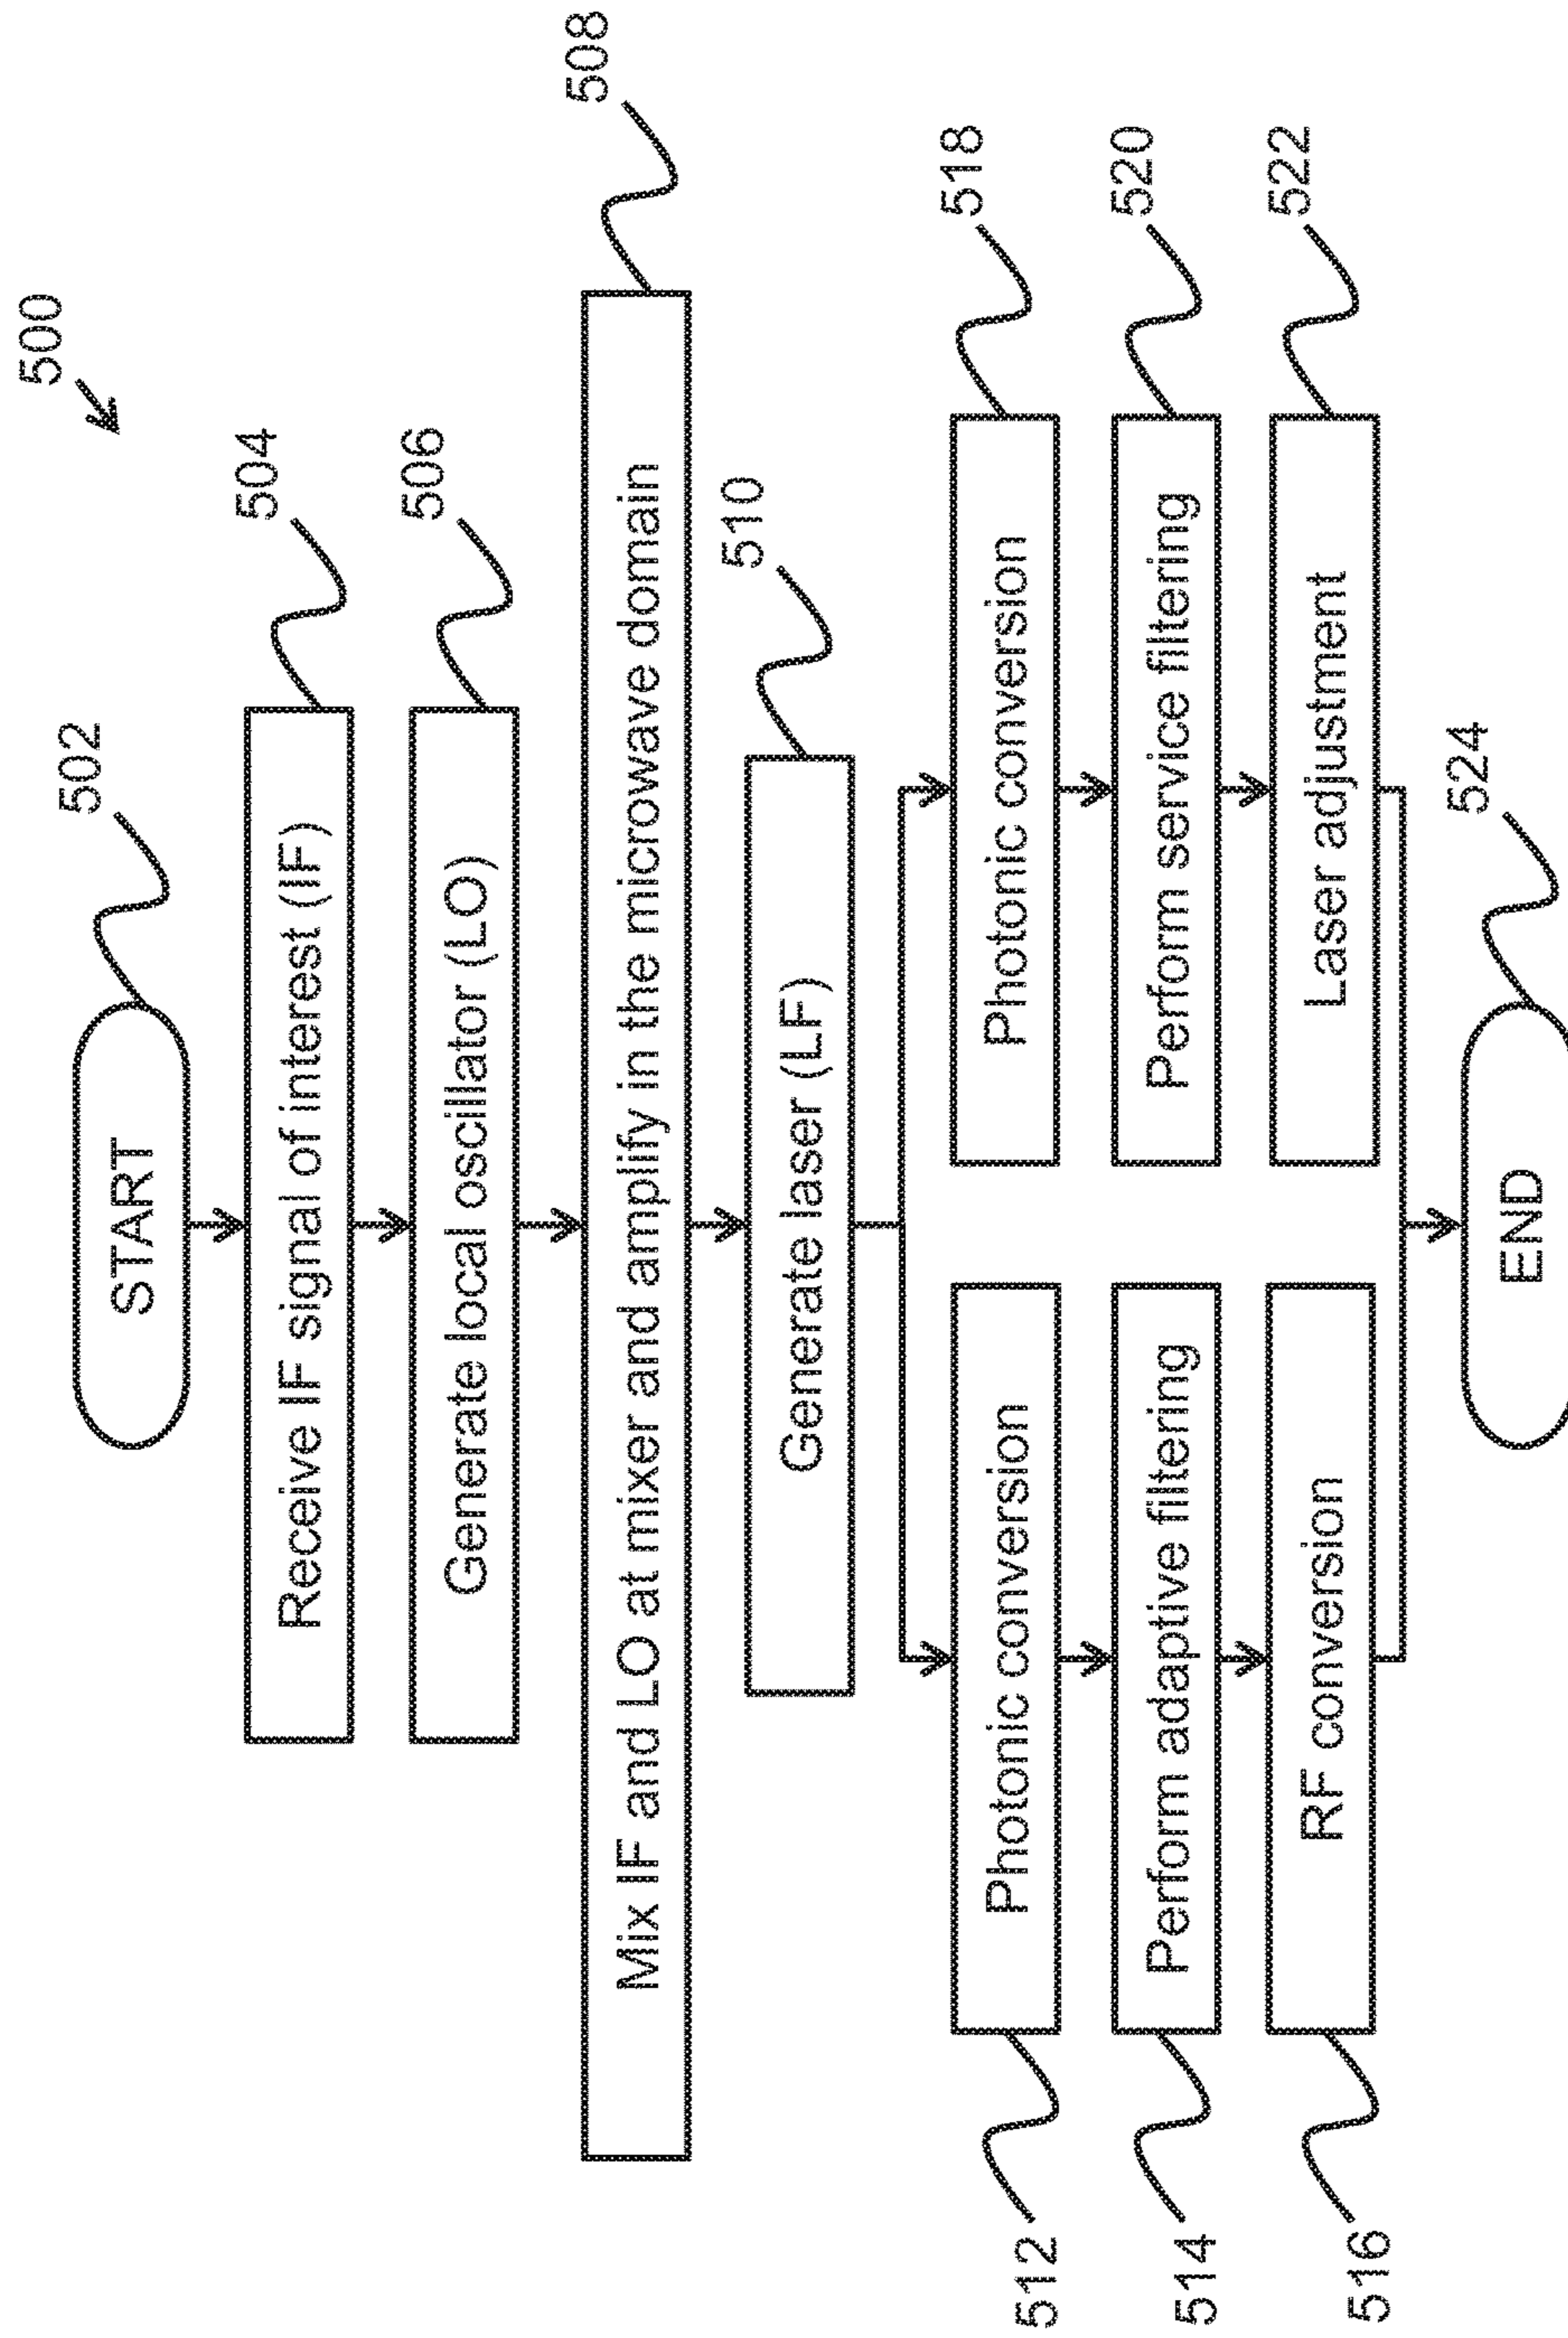 500
START
502
Receive IF signal of interest (IF)
504
Generate local oscillator (LO)
506
Mix IF and LO at mixer and amplify in the microwave domain
508
Generate laser (LF)
510
Photonic conversion
512
Perform adaptive filtering
514
RF conversion
516
Photonic conversion
518
Perform service filtering
520
Laser adjustment
522
END
524